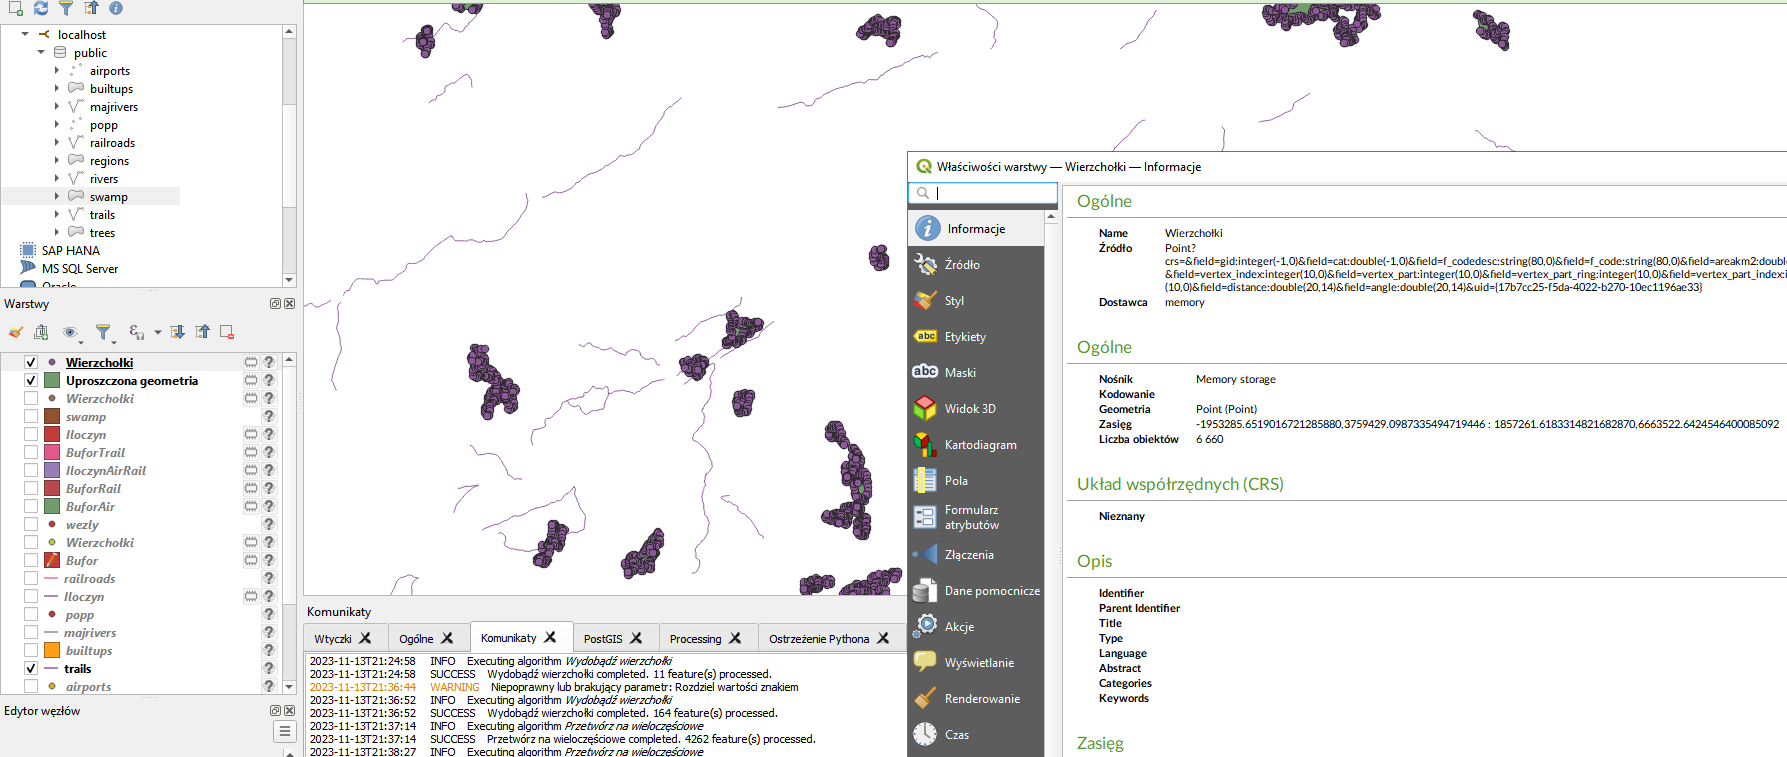 localhost
public
airports
builtups
majrivers
popp
railroads
regions
rivers
swamp
trails
trees
SAP HANA
MS SQL Server
Warstwy
Wierzchołki
Uproszczona geometria
Wierzchołki
swamp
Iloczyn
BuforTrail
IloczynAirRail
BuforRail
BuforAir
wezly
Wierzchołki
Bufor
railroads
Iloczyn
popp
majrivers
builtups
trails
airports
Edytor węzłów
Komunikaty
Wtyczki Ogólne Komunikaty PostGIS Processing Ostrzeżenie Pythona
2023-11-13T21:24:58 INFO Executing algorithm Wydobądź wierzchołki
2023-11-13T21:24:58 SUCCESS Wydobądź wierzchołki completed. 11 feature(s) processed.
2023-11-13T21:36:44 WARNING Niepoprawny lub brakujący parametr: Rozdziel wartości znakiem
2023-11-13T21:36:52 INFO Executing algorithm Wydobądź wierzchołki
2023-11-13T21:36:52 SUCCESS Wydobądź wierzchołki completed. 164 feature(s) processed.
2023-11-13T21:37:14 INFO Executing algorithm Przetwórz na wieloczęściowe
2023-11-13T21:37:14 SUCCESS Przetwórz na wieloczęściowe completed. 4262 feature(s) processed.
2023-11-13T21:38:27 INFO Executing algorithm Przetwórz na wieloczęściowe
Właściwości warstwy — Wierzchołki — Informacje
Informacje
Źródło
Styl
Etykiety
Maski
Widok 3D
Kartodiagram
Pola
Formularz
atrybutów
Złączenia
Dane pomocnicze
Akcje
Wyświetlanie
Renderowanie
Czas
Ogólne
Name Wierzchołki
Źródło Point?
crs=&field=gid:integer(-1,0)&field=cat:double(-1,0)&field=f_codedesc:string(80,0)&field=f_code:string(80,0)&field=areakm2:doubl
&field=vertex_index:integer(10,0)&field=vertex_part:integer(10,0)&field=vertex_part_ring:integer(10,0)&field=vertex_part_index:i
(10,0)&field=distance:double(20,14)&field=angle:double(20,14)&uid={17b7cc25-f5da-4022-b270-10ec1196ae33}
Dostawca memory
Ogólne
Nośnik Memory storage
Kodowanie
Geometria Point (Point)
Zasięg -1953285.6519016721285880,3759429.0987335494719446 : 1857261.6183314821682870,6663522.6424546400085092
Liczba obiektów 6 660
Układ współrzędnych (CRS)
Nieznany
Opis
Identifier
Parent Identifier
Title
Type
Language
Abstract
Categories
Keywords
Zasięg